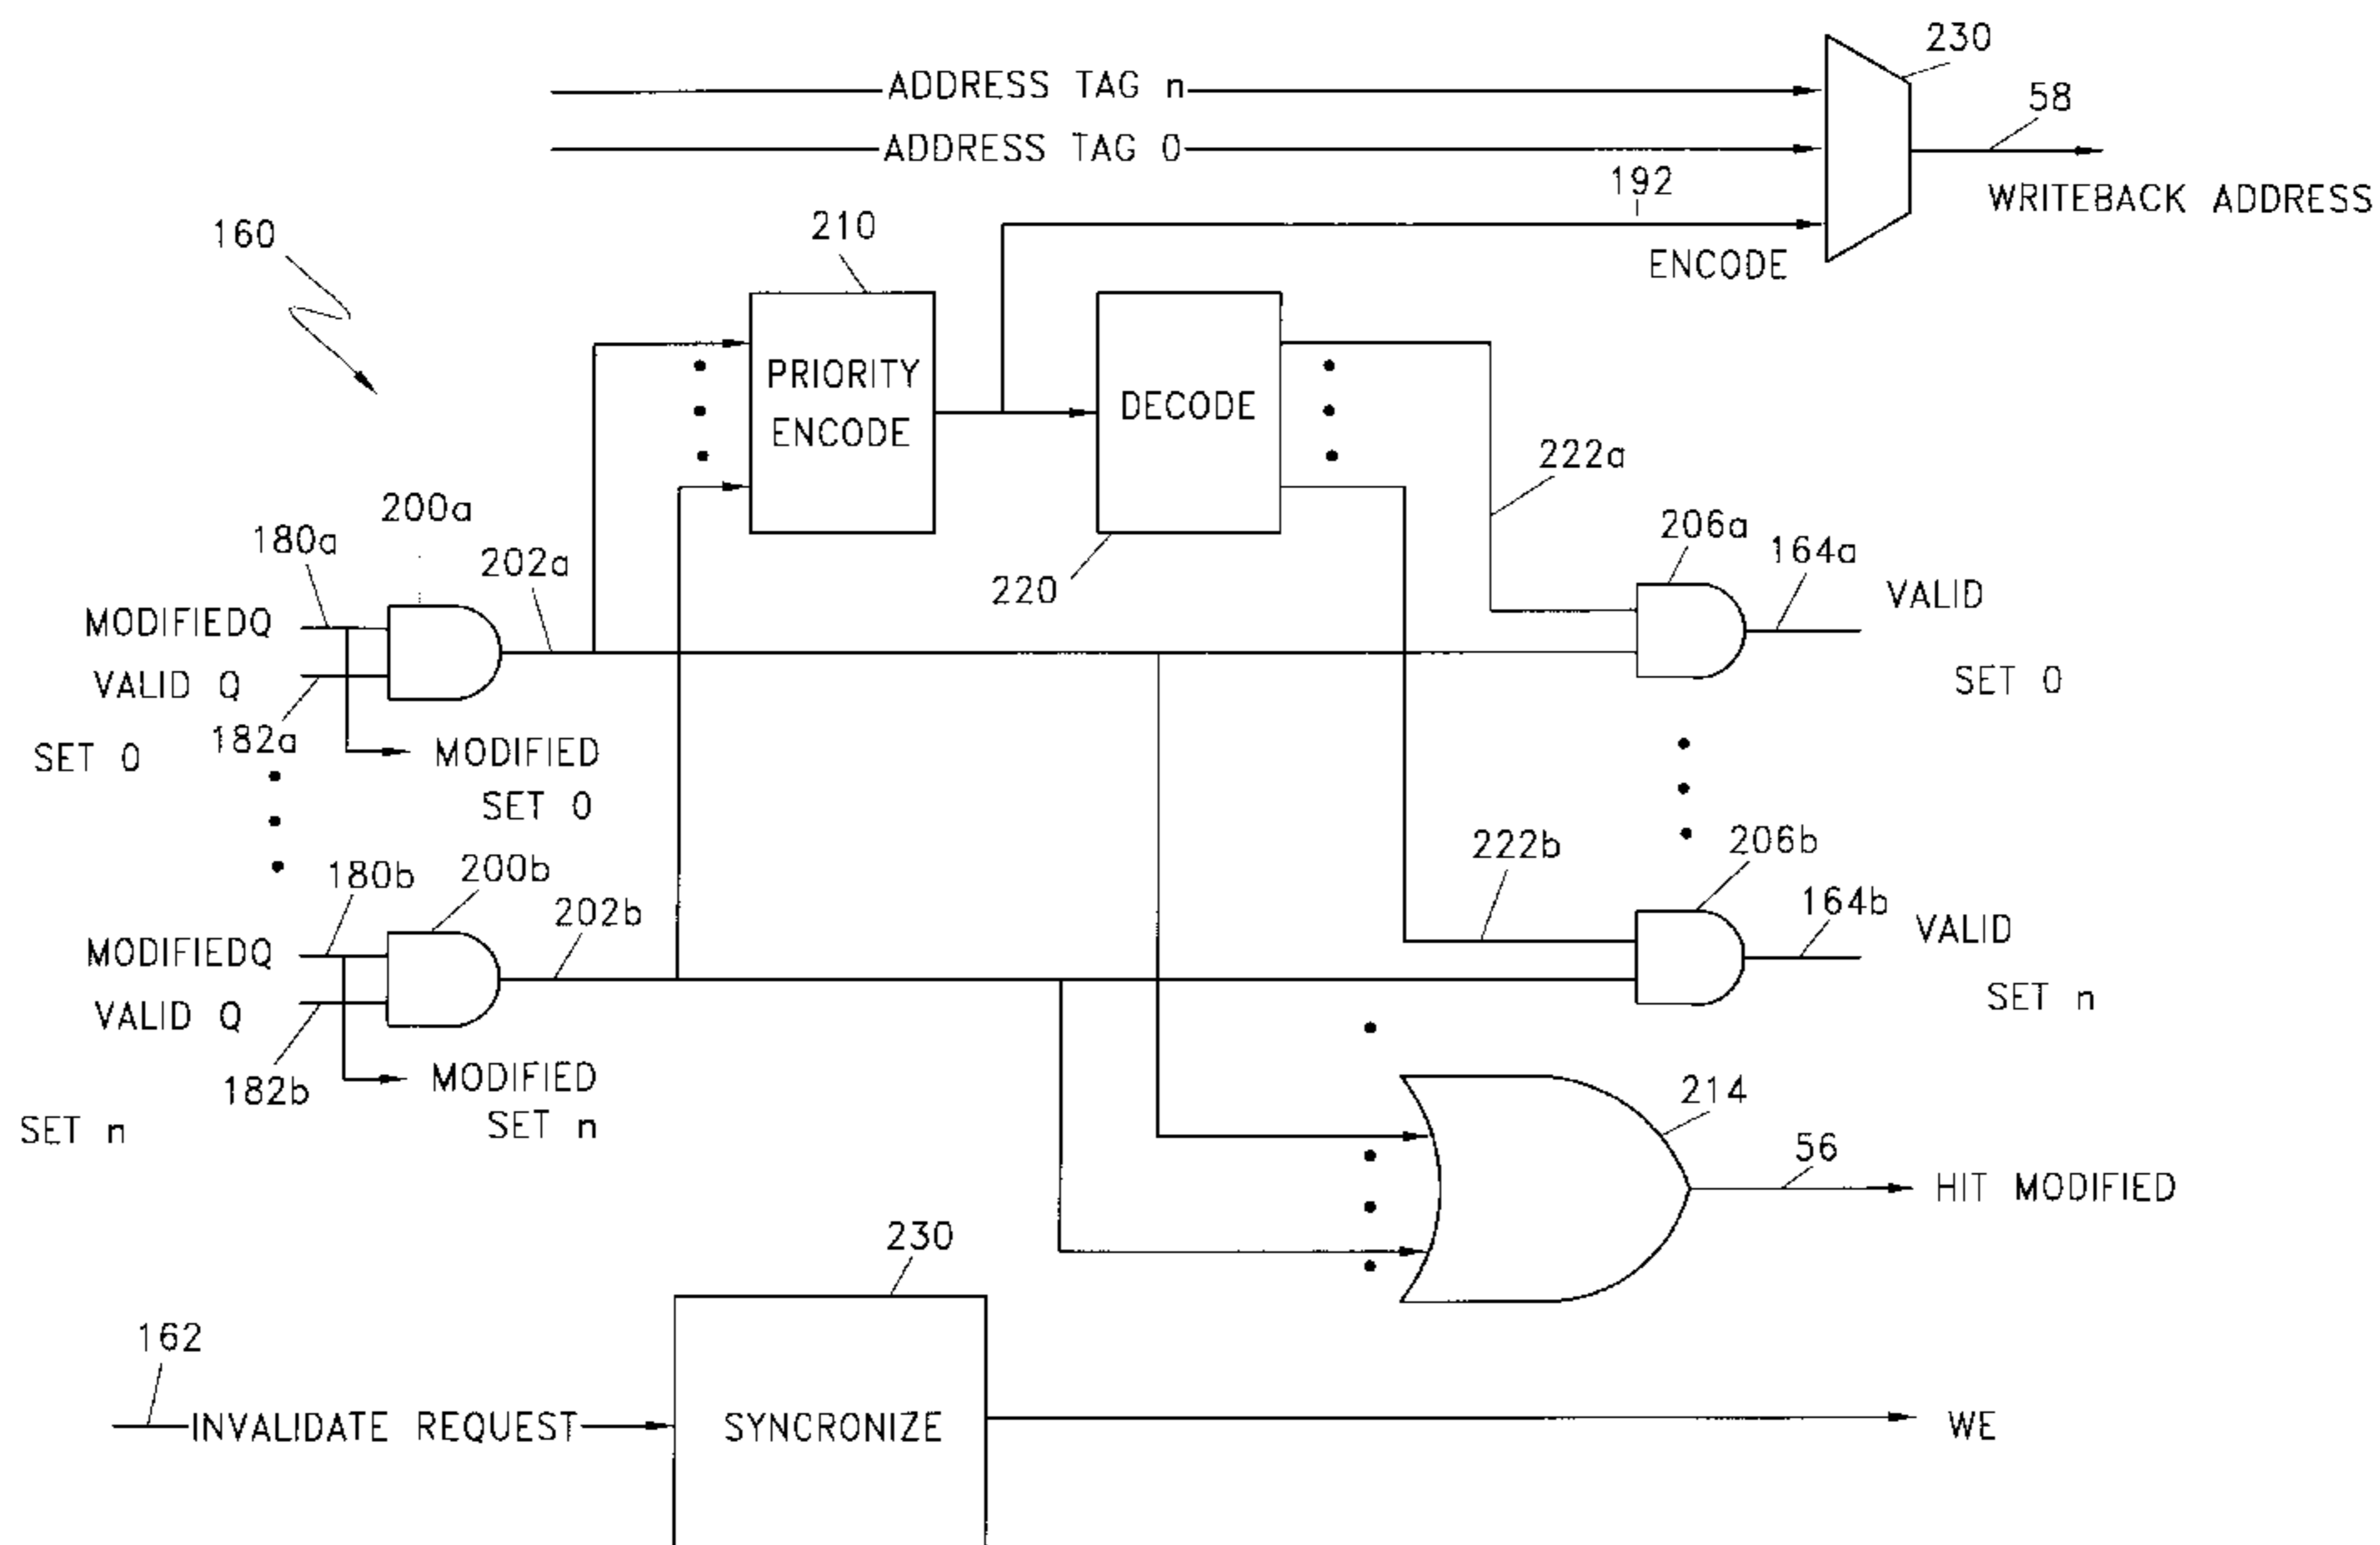 230
ADDRESS TAG n
58
ADDRESS TAG 0
192
WRITEBACK ADDRESS
160
210
ENCODE
PRIORITY
ENCODE
DECODE
222a
200a
206a
180a
202a
220
164a
VALID
SET 0
MODIFIEDQ
VALID Q
182a
SET 0
MODIFIED
SET 0
180b
200b
202b
222b
206b
164b
VALID
SET n
MODIFIEDQ
VALID Q
182b
MODIFIED
SET n
SET n
214
56
HIT MODIFIED
230
162
INVALIDATE REQUEST
SYNCRONIZE
WE